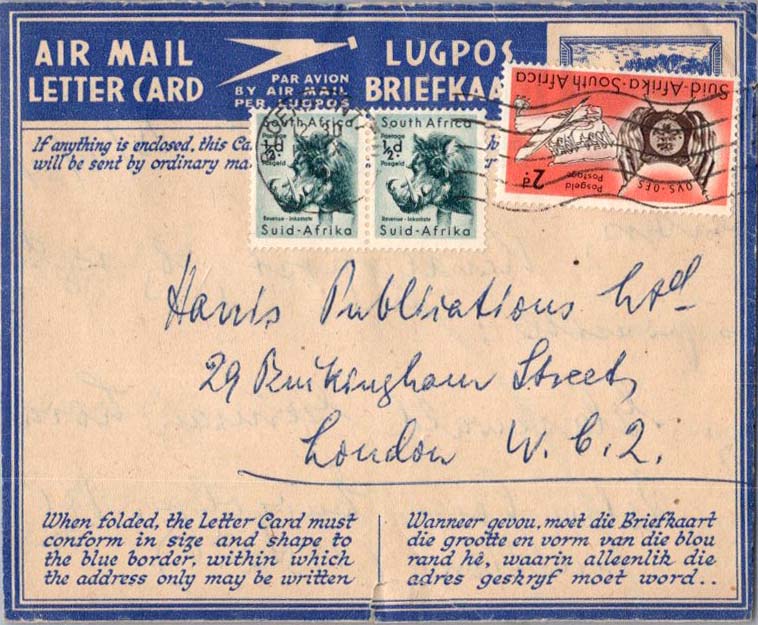 AIR MAIL
LETTER CARD
PAR AVION
BY AIR MAIL
PER LUGPOS
LUGPOS
BRIEFKAA
If anything is enclosed, this Ca
will be sent by ordinary ma
South Africa
Postage
½d
Posgeld
Revenue - Inkomste
Suid-Afrika
South Africa
Postage
½d
Posgeld
Revenue - Inkomste
Suid-Afrika
Suid-Afrika·South Africa
OVS-OFS
2d
Posgeld
Postage
Harris Publications Ltd
29 Buckingham Street,
London W.C.2.
When folded, the Letter Card must
conform in size and shape to
the blue border, within which
the address only may be written
Wanneer gevou, moet die Briefkaart
die grootte en vorm van die blou
rand hê, waarin alleenlik die
adres geskryf moet word..